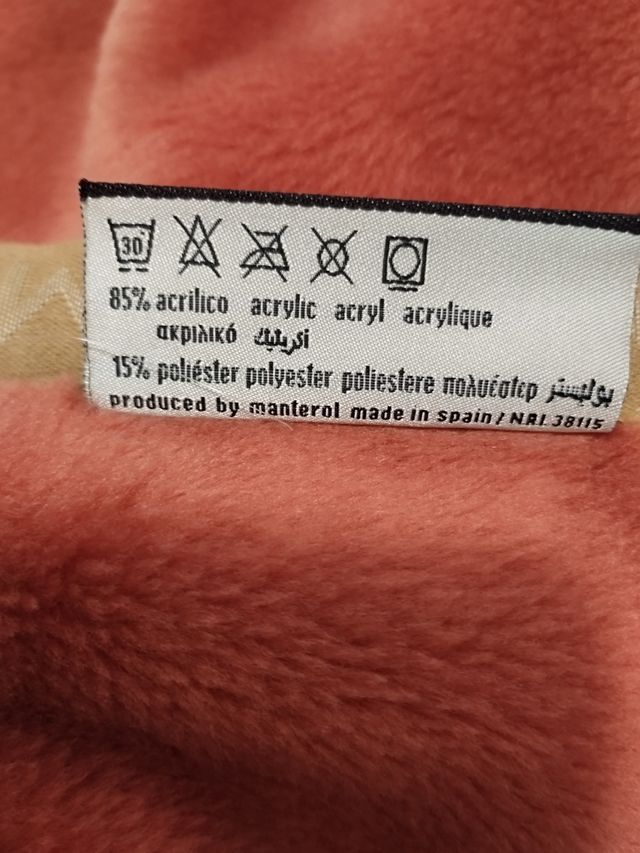 30
85% acrilico acrylic acryl acrylique
ακριλικό أكريليك
15% poliéster polyester poliestere πολυέστερ بوليستر
produced by manterol made in spain / NRI. 38115